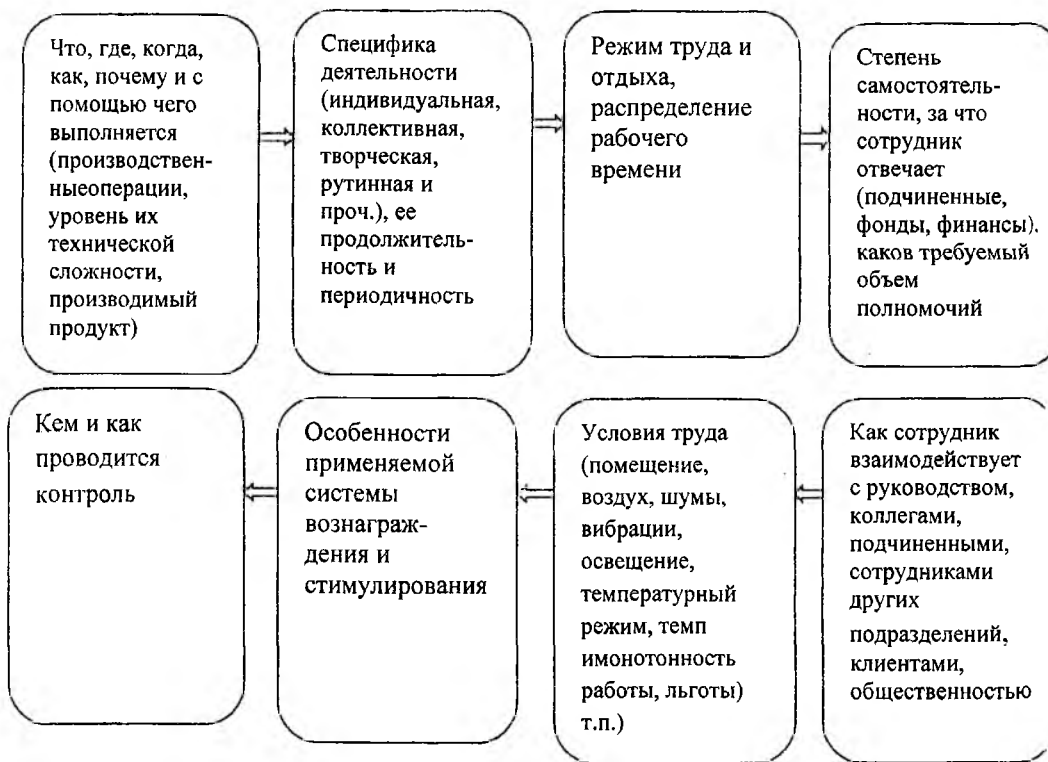 Что, где, когда,
как, почему и с
помощью чего
выполняется
(производствен-
ныеоперации,
уровень их
технической
сложности,
производимый
продукт)
Специфика
деятельности
(индивидуальная,
коллективная,
творческая,
рутинная и
проч.), ее
продолжитель-
ность и
периодичность
Режим труда и
отдыха,
распределение
рабочего
времени
Степень
самостоятель-
ности, за что
сотрудник
отвечает
(подчиненные,
фонды, финансы).
каков требуемый
объем
полномочий
Как сотрудник
взаимодействует
с руководством,
коллегами,
подчиненными,
сотрудниками
других
подразделений,
клиентами,
общественностью
Условия труда
(помещение,
воздух, шумы,
вибрации,
освещение,
температурный
режим, темп
имонотонность
работы, льготы)
т.п.)
Особенности
применяемой
системы
вознаграж-
дения и
стимулирования
Кем и как
проводится
контроль